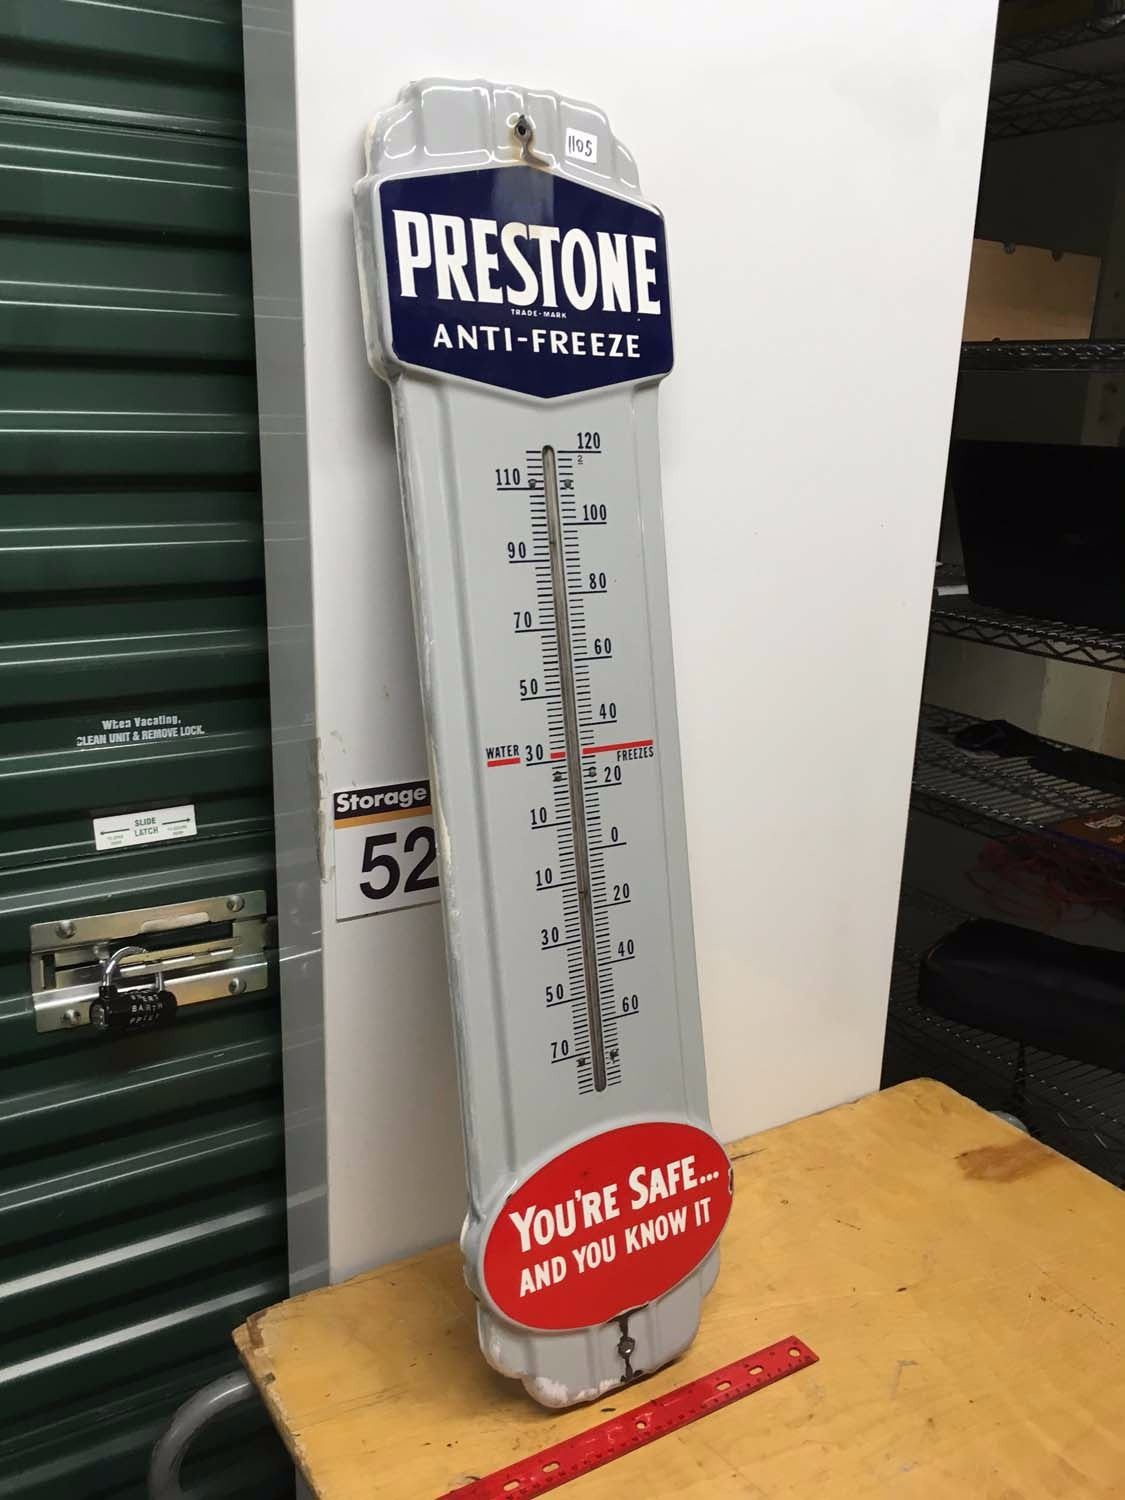 1105
PRESTONE
TRADE-MARK
ANTI-FREEZE
120
2
110
100
90
80
70
60
50
40
WATER 30 FREEZES
20
10
0
10
20
30
40
50
60
70
YOU'RE SAFE...
AND YOU KNOW IT
When Vacating,
CLEAN UNIT & REMOVE LOCK.
SLIDE
LATCH
Storage
52